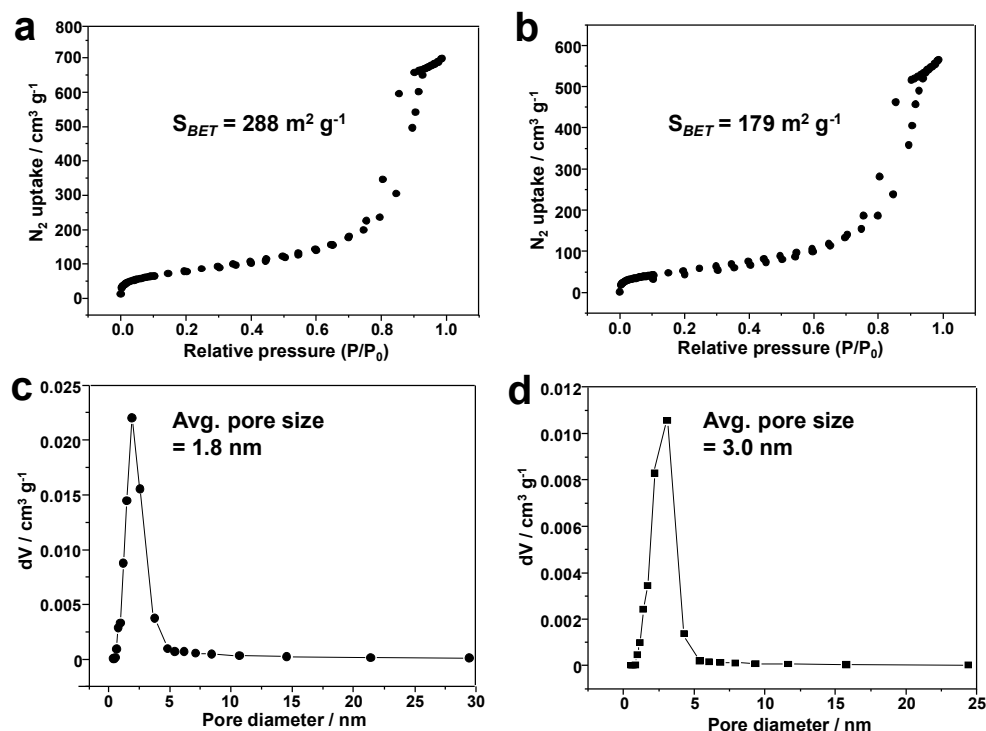 a
800
700
600
500
400
300
200
100
0
N₂ uptake / cm³ g⁻¹
S_BET = 288 m² g⁻¹
0.0 0.2 0.4 0.6 0.8 1.0
Relative pressure (P/P₀)
b
600
500
400
300
200
100
0
N₂ uptake / cm³ g⁻¹
S_BET = 179 m² g⁻¹
0.0 0.2 0.4 0.6 0.8 1.0
Relative pressure (P/P₀)
c
0.025
0.020
0.015
0.010
0.005
0
dV / cm³ g⁻¹
Avg. pore size
= 1.8 nm
0 5 10 15 20 25 30
Pore diameter / nm
d
0.012
0.010
0.008
0.006
0.004
0.002
0
dV / cm³ g⁻¹
Avg. pore size
= 3.0 nm
0 5 10 15 20 25
Pore diameter / nm